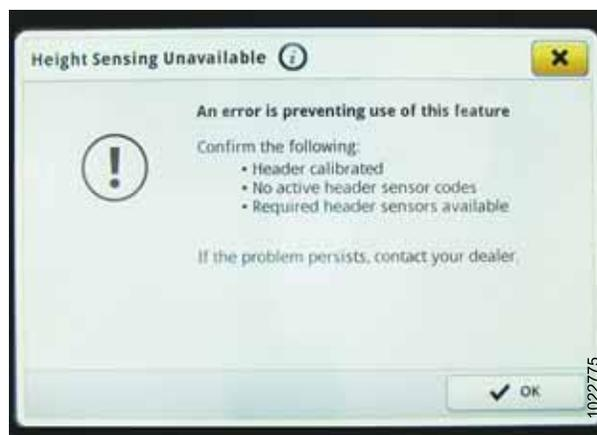 Height Sensing Unavailable i
An error is preventing use of this feature
!
Confirm the following:
• Header calibrated
• No active header sensor codes
• Required header sensors available
If the problem persists, contact your dealer.
OK
1022775